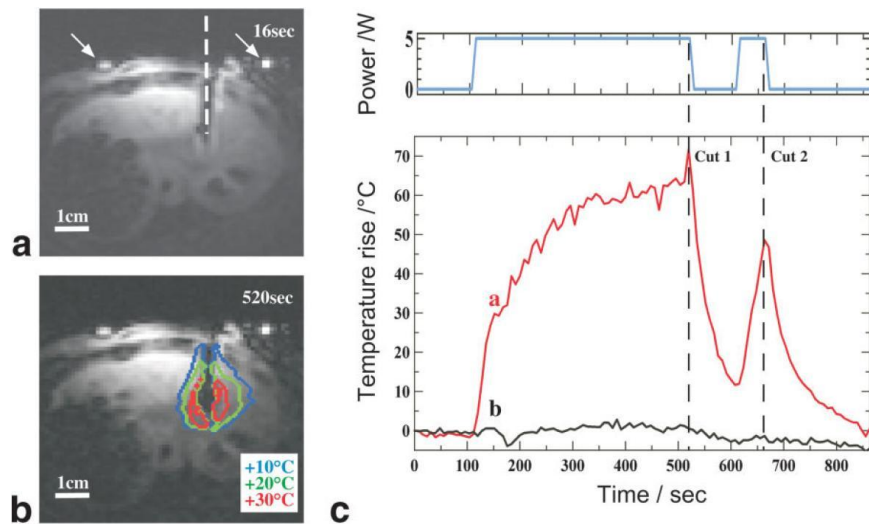 16sec
1cm
a
520sec
+10°C
+20°C
+30°C
1cm
b
Power /W
5
0
Temperature rise /°C
70
60
50
40
30
20
10
0
Cut 1
Cut 2
a
b
0
100
200
300
400
500
600
700
800
Time / sec
c